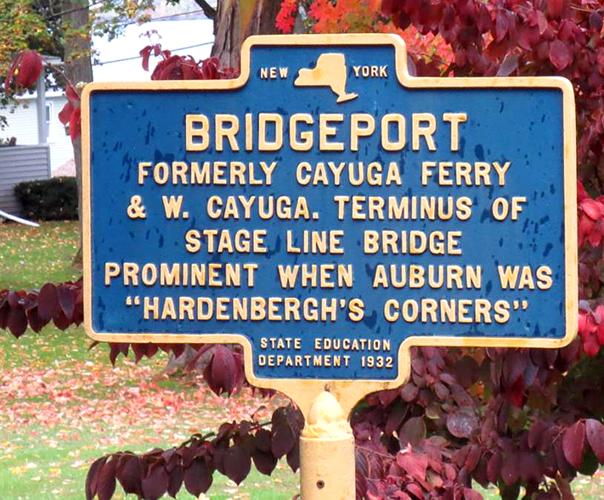 NEW YORK
BRIDGEPORT
FORMERLY CAYUGA FERRY
& W. CAYUGA. TERMINUS OF
STAGE LINE BRIDGE
PROMINENT WHEN AUBURN WAS
"HARDENBERGH'S CORNERS"
STATE EDUCATION
DEPARTMENT 1932